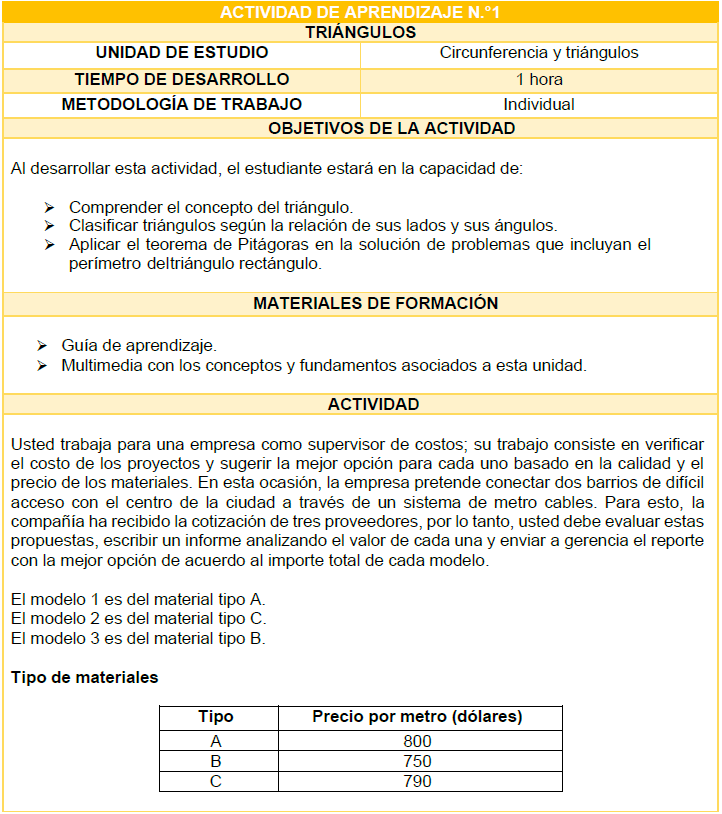 ACTIVIDAD DE APRENDIZAJE N.°1
TRIÁNGULOS
UNIDAD DE ESTUDIO Circunferencia y triángulos
TIEMPO DE DESARROLLO 1 hora
METODOLOGÍA DE TRABAJO Individual
OBJETIVOS DE LA ACTIVIDAD
Al desarrollar esta actividad, el estudiante estará en la capacidad de:
➢ Comprender el concepto del triángulo.
➢ Clasificar triángulos según la relación de sus lados y sus ángulos.
➢ Aplicar el teorema de Pitágoras en la solución de problemas que incluyan el
perímetro deltriángulo rectángulo.
MATERIALES DE FORMACIÓN
➢ Guía de aprendizaje.
➢ Multimedia con los conceptos y fundamentos asociados a esta unidad.
ACTIVIDAD
Usted trabaja para una empresa como supervisor de costos; su trabajo consiste en verificar
el costo de los proyectos y sugerir la mejor opción para cada uno basado en la calidad y el
precio de los materiales. En esta ocasión, la empresa pretende conectar dos barrios de difícil
acceso con el centro de la ciudad a través de un sistema de metro cables. Para esto, la
compañía ha recibido la cotización de tres proveedores, por lo tanto, usted debe evaluar estas
propuestas, escribir un informe analizando el valor de cada una y enviar a gerencia el reporte
con la mejor opción de acuerdo al importe total de cada modelo.
El modelo 1 es del material tipo A.
El modelo 2 es del material tipo C.
El modelo 3 es del material tipo B.
Tipo de materiales
Tipo Precio por metro (dólares)
A 800
B 750
C 790